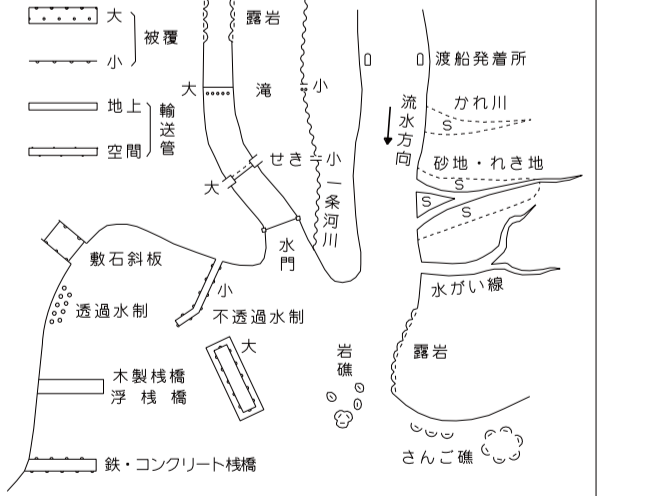 大
被覆
小
地上
輸送管
空間
露岩
大
滝
小
せき
小
大
一条河川
水門
渡船発着所
流水方向
かれ川
S
砂地・れき地
S
S
S
水がい線
敷石斜板
透過水制
小
不透過水制
大
木製桟橋
浮桟橋
鉄・コンクリート桟橋
岩礁
露岩
さんご礁